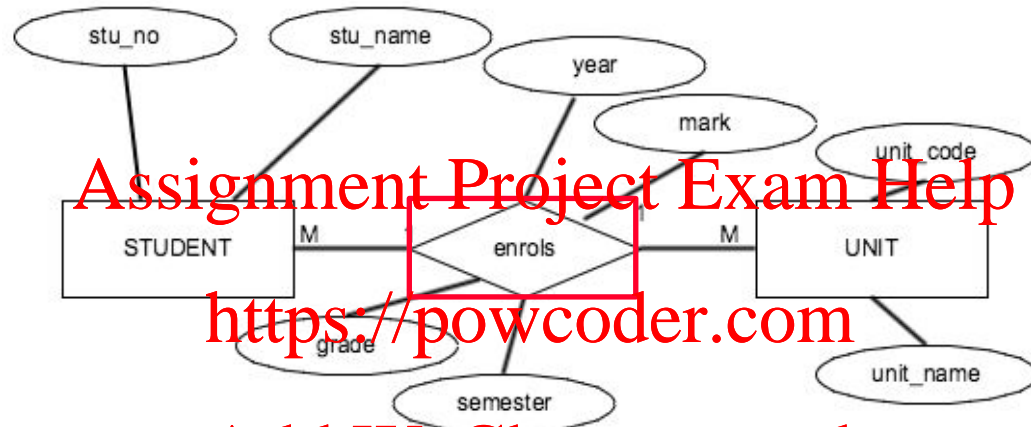 stu_no
stu_name
year
mark
unit_code
Assignment Project Exam Help
STUDENT
M
enrols
M
UNIT
https://powcoder.com
grade
unit_name
semester